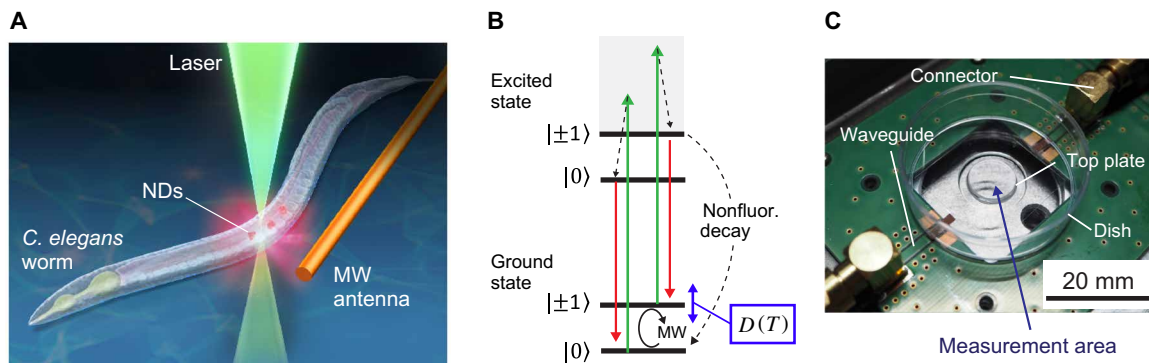 A
Laser
NDs
C. elegans
worm
MW
antenna
B
Excited
state
|±1⟩
|0⟩
Nonfluor.
decay
Ground
state
|±1⟩
MW
D(T)
|0⟩
C
Connector
Waveguide
Top plate
Dish
20 mm
Measurement area